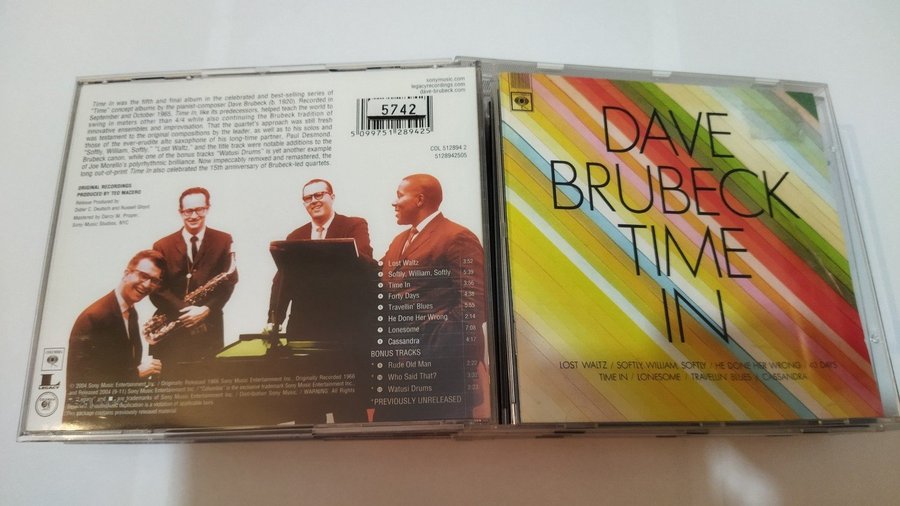 Time In was the fifth and final album in the celebrated and best-selling series of
"Time" concept albums by the pianist-composer Dave Brubeck (b. 1920). Recorded in
September and October 1965, Time In, like its predecessors, helped teach the world to
swing in meters other than 4/4 while also continuing the Brubeck tradition of
innovative ensembles and improvisation. That the quartet's approach was still fresh
was testament to the original compositions by the leader, as well as to his solos and
those of the ever-erudite alto saxophone of his long-time partner, Paul Desmond.
"Softly, William, Softly," "Lost Waltz," and the title track were notable additions to the
Brubeck canon, while one of the bonus tracks "Watusi Drums" is yet another example
of Joe Morello's polyrhythmic brilliance. Now impeccably remixed and remastered, the
long out-of-print Time In also celebrated the 15th anniversary of Brubeck-led quartets.
ORIGINAL RECORDINGS
PRODUCED BY TEO MACERO
Release Produced by
Didier C. Deutsch and Russell Gloyd
Mastered by Darcy M. Proper,
Sony Music Studios, NYC
sonymusic.com
legacyrecordings.com
dave-brubeck.com
5742
5 099751 289425
COL 512894 2
5128942505
Lost Waltz 3:52
Softly, William, Softly 5:39
Time In 3:56
Forty Days 4:38
Travellin' Blues 5:55
He Done Her Wrong 2:14
Lonesome 7:08
Cassandra 4:17
BONUS TRACKS
Rude Old Man
Who Said That?
* Watusi Drums
*PREVIOUSLY UNRELEASED
LEGACY
℗ 2004 Sony Music Entertainment Inc.
DAVE
BRUBECK
TIME
IN
LOST WALTZ / SOFTLY, WILLIAM, SOFTLY / HE DONE HER WRONG / 40 DAYS
TIME IN / LONESOME / TRAVELLIN' BLUES / CASSANDRA